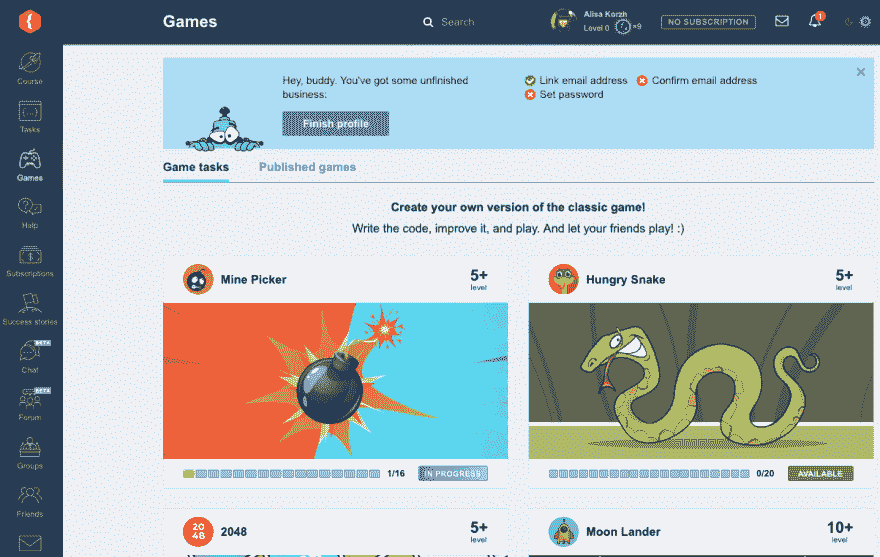 Games
Search
Alisa Korzh
Level 0 ×9
NO SUBSCRIPTION
1
Course
Tasks
Games
Help
Subscriptions
Success stories
BETA
Chat
BETA
Forum
Groups
Friends
Hey, buddy. You've got some unfinished
business:
Finish profile
Link email address Confirm email address
Set password
Game tasks Published games
Create your own version of the classic game!
Write the code, improve it, and play. And let your friends play! :)
Mine Picker 5+
level
1/16 IN PROGRESS
Hungry Snake 5+
level
0/20 AVAILABLE
20
48
2048 5+
level
Moon Lander 10+
level